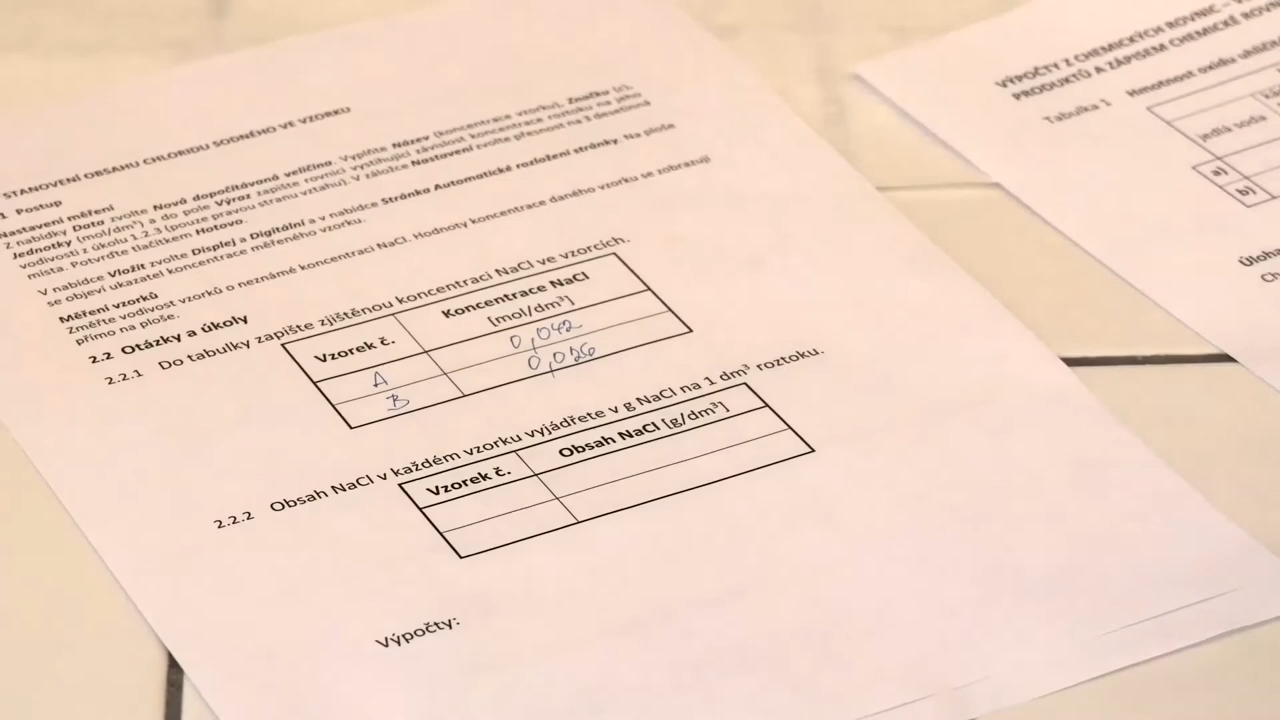 STANOVENÍ OBSAHU CHLORIDU SODNÉHO VE VZORKU
1 Postup
Nastavení měření
Z nabídky Data zvolte Nová dopočítávaná veličina. Vyplňte Název (koncentrace vzorku), Značku (c),
Jednotky (mol/dm³) a do pole Výraz zapište rovnici vystihující závislost koncentrace roztoku na jeho
vodivosti z úkolu 1.2.3 (pouze pravou stranu vztahu). V záložce Nastavení zvolte přesnost na 3 desetinná
místa. Potvrďte tlačítkem Hotovo.
V nabídce Vložit zvolte Displej a Digitální a v nabídce Stránka Automatické rozložení stránky. Na ploše
se objeví ukazatel koncentrace měřeného vzorku.
Měření vzorků
Změřte vodivost vzorků o neznámé koncentraci NaCl. Hodnoty koncentrace daného vzorku se zobrazují
přímo na ploše.
2.2 Otázky a úkoly
2.2.1 Do tabulky zapište zjištěnou koncentraci NaCl ve vzorcích.
Vzorek č. Koncentrace NaCl
[mol/dm³]
A 0,042
B 0,026
2.2.2 Obsah NaCl v každém vzorku vyjádřete v g NaCl na 1 dm³ roztoku.
Vzorek č. Obsah NaCl [g/dm³]
Výpočty:
VÝPOČTY Z CHEMICKÝCH ROVNIC –
PRODUKTŮ A ZÁPISEM CHEMICKÉ
Tabulka 1 Hmotnost oxidu
jedlá soda
a)
b)